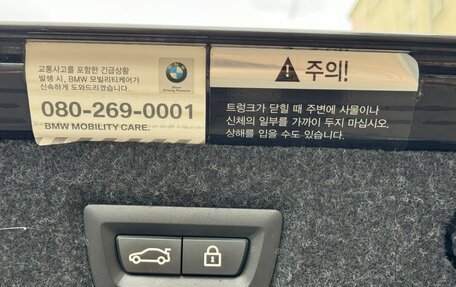 교통사고를 포함한 긴급상황
발생 시, BMW 모빌리티케어가
신속하게 도와드리겠습니다.
080-269-0001
BMW MOBILITY CARE.
BMW
Sheer
Driving Pleasure
주의!
트렁크가 닫힐 때 주변에 사물이나
신체의 일부를 가까이 두지 마십시오.
상해를 입을 수도 있습니다.